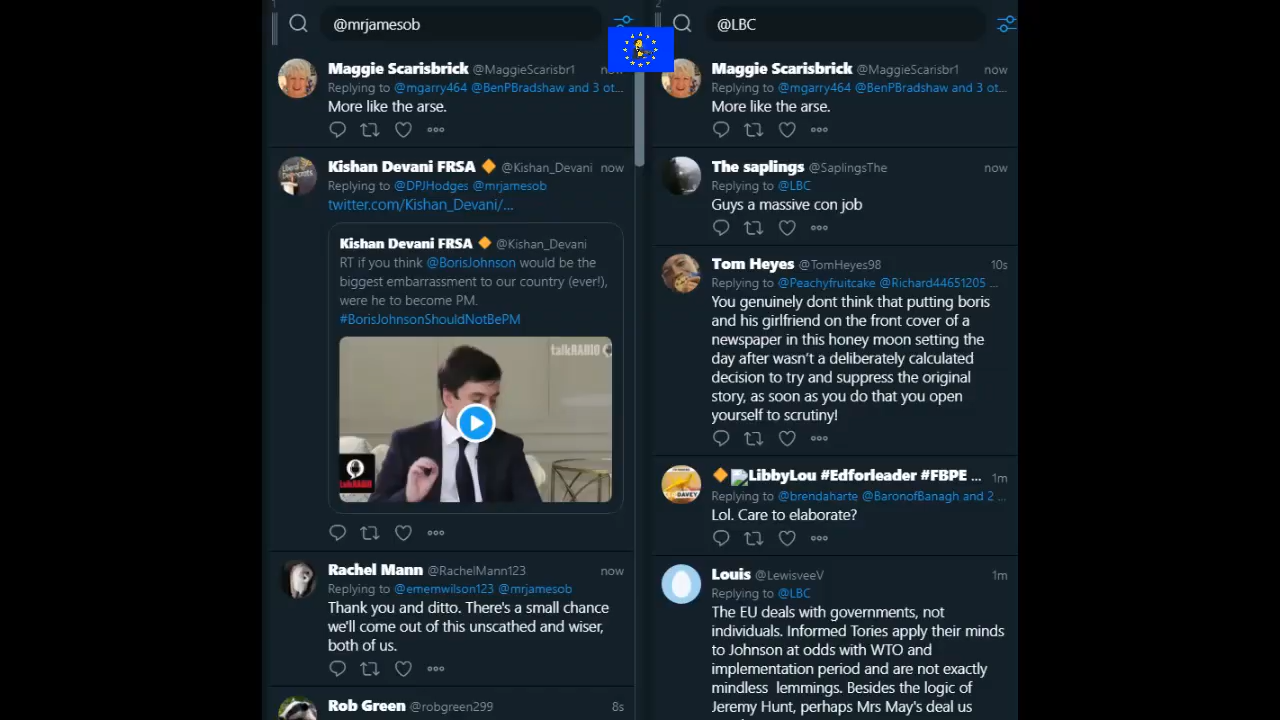 1
@mrjamesob
Maggie Scarisbrick @MaggieScarisbr1 now
Replying to @mgarry464 @BenPBradshaw and 3 ot...
More like the arse.
Kishan Devani FRSA 🔶 @Kishan_Devani now
Replying to @DPJHodges @mrjamesob
twitter.com/Kishan_Devani/...
Kishan Devani FRSA 🔶 @Kishan_Devani
RT if you think @BorisJohnson would be the
biggest embarrassment to our country (ever!),
were he to become PM.
#BorisJohnsonShouldNotBePM
talkRADIO
talkRADIO
Rachel Mann @RachelMann123 now
Replying to @ememwilson123 @mrjamesob
Thank you and ditto. There's a small chance
we'll come out of this unscathed and wiser,
both of us.
Rob Green @robgreen299 8s
2
@LBC
Maggie Scarisbrick @MaggieScarisbr1 now
Replying to @mgarry464 @BenPBradshaw and 3 ot...
More like the arse.
The saplings @SaplingsThe now
Replying to @LBC
Guys a massive con job
Tom Heyes @TomHeyes98 10s
Replying to @Peachyfruitcake @Richard44651205 ...
You genuinely dont think that putting boris
and his girlfriend on the front cover of a
newspaper in this honey moon setting the
day after wasn't a deliberately calculated
decision to try and suppress the original
story, as soon as you do that you open
yourself to scrutiny!
🔶 LibbyLou #Edforleader #FBPE ... 1m
Replying to @brendaharte @BaronofBanagh and 2 ...
DAVEY
Lol. Care to elaborate?
Louis @LewisveeV 1m
Replying to @LBC
The EU deals with governments, not
individuals. Informed Tories apply their minds
to Johnson at odds with WTO and
implementation period and are not exactly
mindless lemmings. Besides the logic of
Jeremy Hunt, perhaps Mrs May's deal us